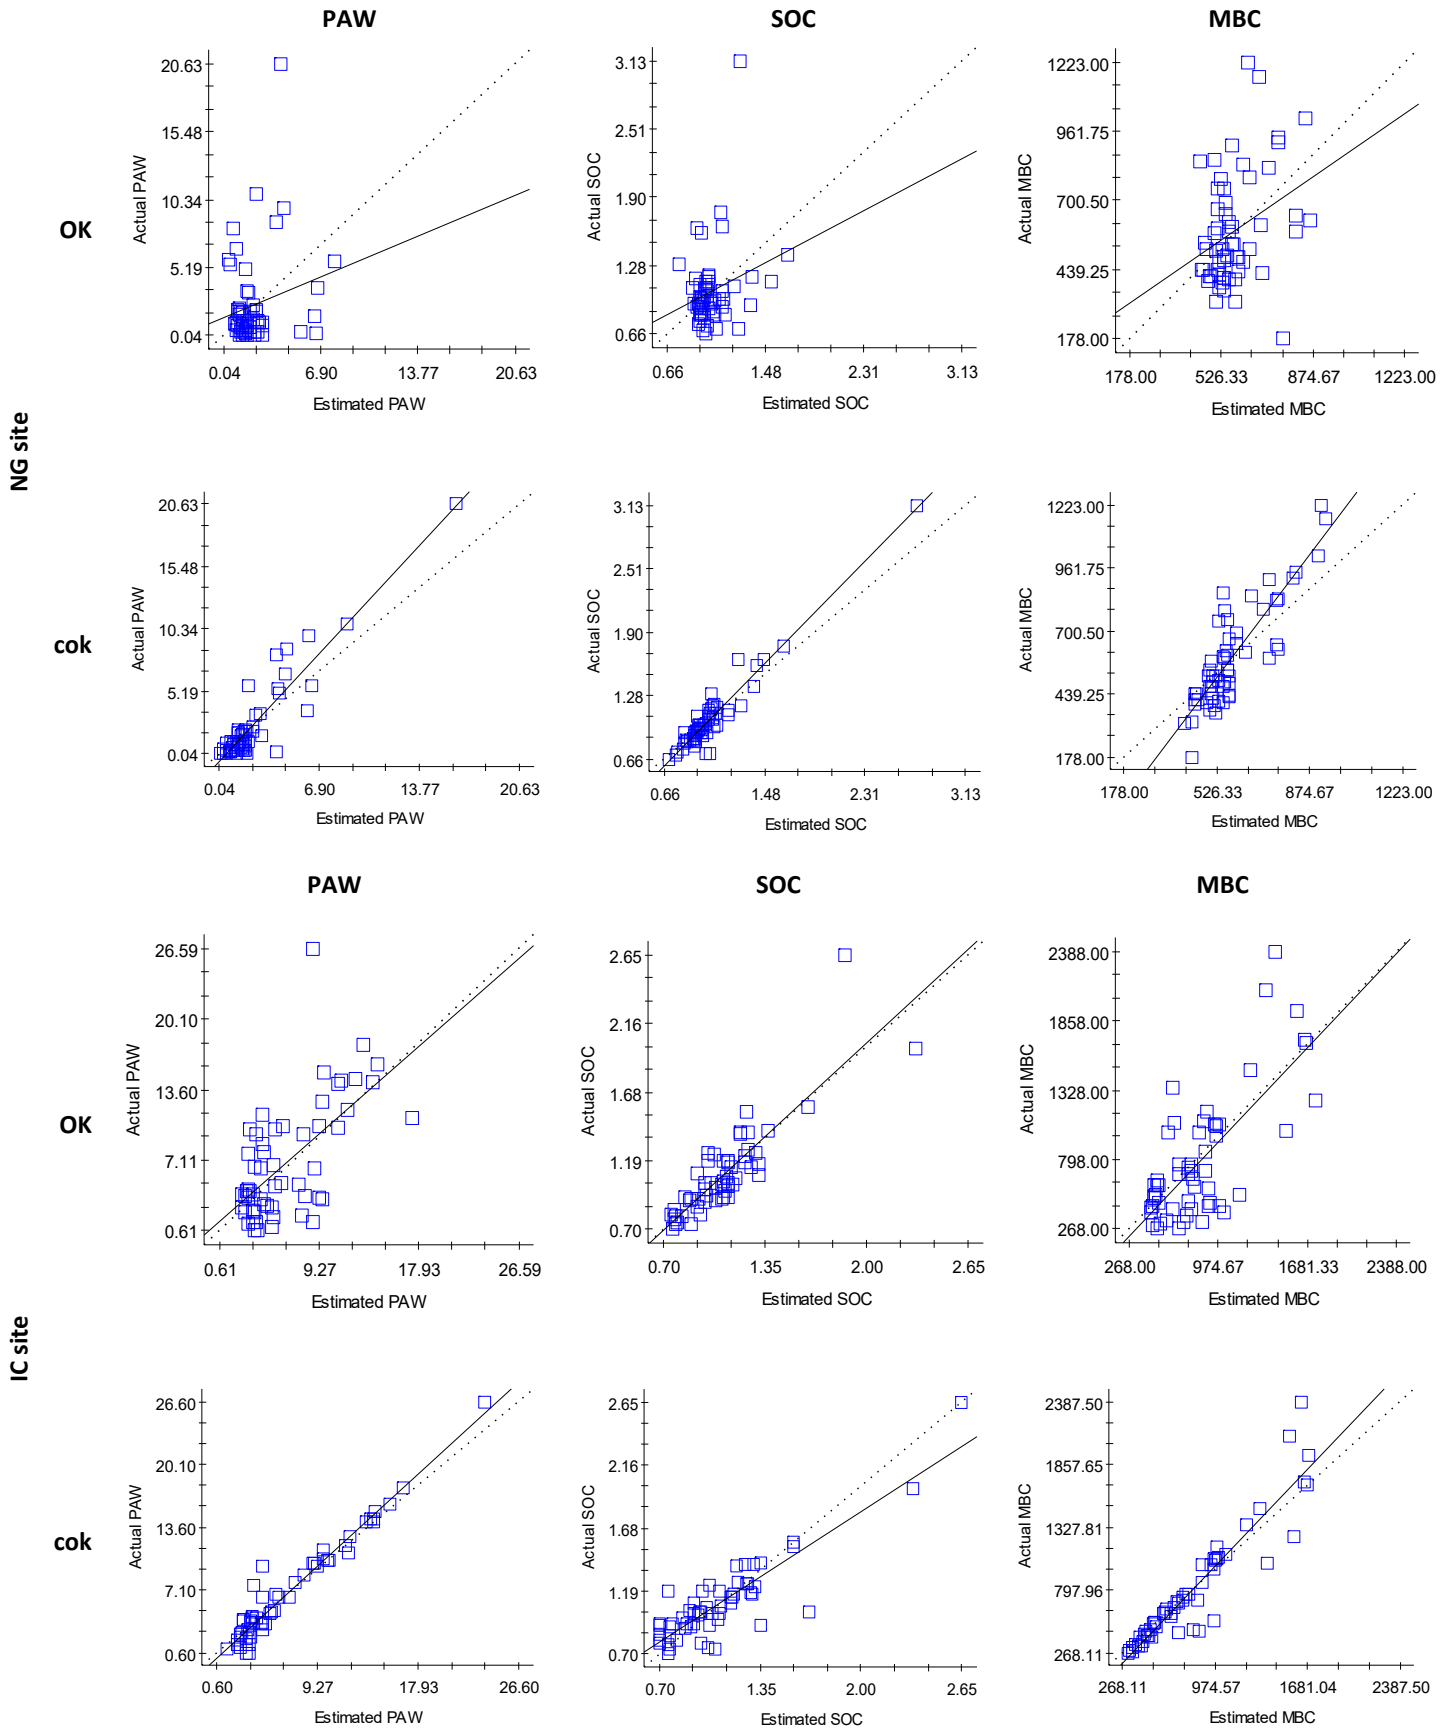 PAW SOC MBC
NG site
OK
Actual PAW
20.63
15.48
10.34
5.19
0.04
0.04 6.90 13.77 20.63
Estimated PAW
Actual SOC
3.13
2.51
1.90
1.28
0.66
0.66 1.48 2.31 3.13
Estimated SOC
Actual MBC
1223.00
961.75
700.50
439.25
178.00
178.00 526.33 874.67 1223.00
Estimated MBC
cok
Actual PAW
20.63
15.48
10.34
5.19
0.04
0.04 6.90 13.77 20.63
Estimated PAW
Actual SOC
3.13
2.51
1.90
1.28
0.66
0.66 1.48 2.31 3.13
Estimated SOC
Actual MBC
1223.00
961.75
700.50
439.25
178.00
178.00 526.33 874.67 1223.00
Estimated MBC
PAW SOC MBC
IC site
OK
Actual PAW
26.59
20.10
13.60
7.11
0.61
0.61 9.27 17.93 26.59
Estimated PAW
Actual SOC
2.65
2.16
1.68
1.19
0.70
0.70 1.35 2.00 2.65
Estimated SOC
Actual MBC
2388.00
1858.00
1328.00
798.00
268.00
268.00 974.67 1681.33 2388.00
Estimated MBC
cok
Actual PAW
26.60
20.10
13.60
7.10
0.60
0.60 9.27 17.93 26.60
Estimated PAW
Actual SOC
2.65
2.16
1.68
1.19
0.70
0.70 1.35 2.00 2.65
Estimated SOC
Actual MBC
2387.50
1857.65
1327.81
797.96
268.11
268.11 974.57 1681.04 2387.50
Estimated MBC